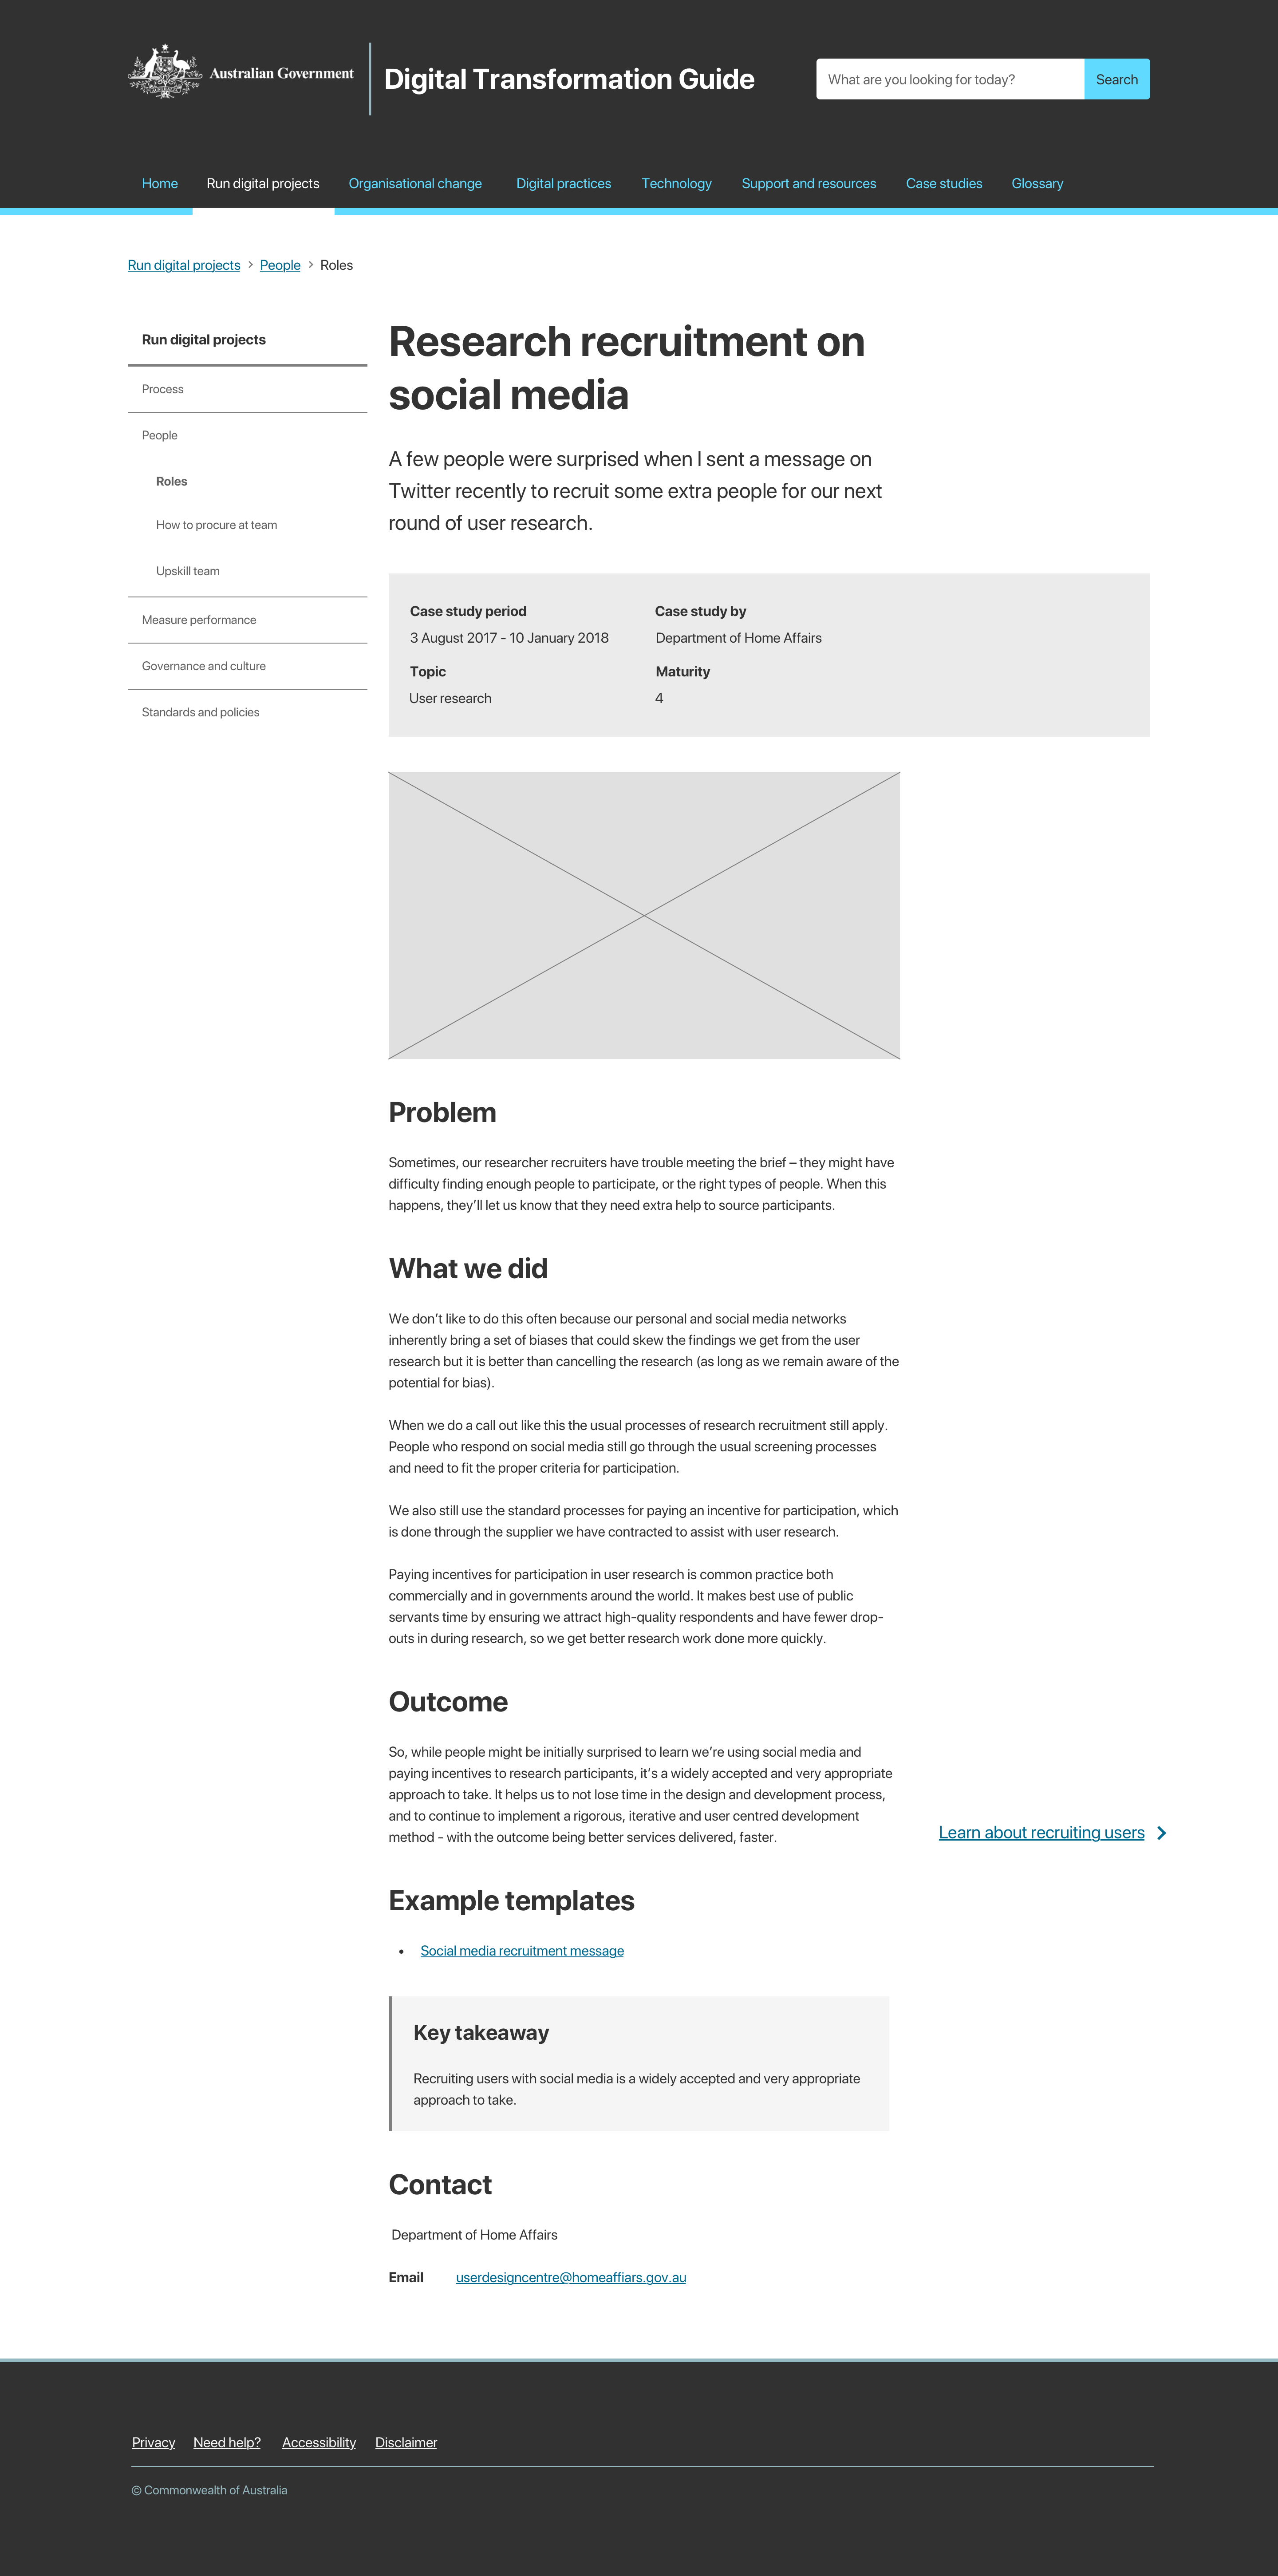 Australian Government
Digital Transformation Guide
What are you looking for today?
Search
Home
Run digital projects
Organisational change
Digital practices
Technology
Support and resources
Case studies
Glossary
Run digital projects > People > Roles
Run digital projects
Process
People
Roles
How to procure at team
Upskill team
Measure performance
Governance and culture
Standards and policies
Research recruitment on
social media
A few people were surprised when I sent a message on
Twitter recently to recruit some extra people for our next
round of user research.
Case study period
3 August 2017 - 10 January 2018
Case study by
Department of Home Affairs
Topic
User research
Maturity
4
Problem
Sometimes, our researcher recruiters have trouble meeting the brief – they might have
difficulty finding enough people to participate, or the right types of people. When this
happens, they’ll let us know that they need extra help to source participants.
What we did
We don’t like to do this often because our personal and social media networks
inherently bring a set of biases that could skew the findings we get from the user
research but it is better than cancelling the research (as long as we remain aware of the
potential for bias).
When we do a call out like this the usual processes of research recruitment still apply.
People who respond on social media still go through the usual screening processes
and need to fit the proper criteria for participation.
We also still use the standard processes for paying an incentive for participation, which
is done through the supplier we have contracted to assist with user research.
Paying incentives for participation in user research is common practice both
commercially and in governments around the world. It makes best use of public
servants time by ensuring we attract high-quality respondents and have fewer drop-
outs in during research, so we get better research work done more quickly.
Outcome
So, while people might be initially surprised to learn we’re using social media and
paying incentives to research participants, it’s a widely accepted and very appropriate
approach to take. It helps us to not lose time in the design and development process,
and to continue to implement a rigorous, iterative and user centred development
method - with the outcome being better services delivered, faster.
Learn about recruiting users
Example templates
• Social media recruitment message
Key takeaway
Recruiting users with social media is a widely accepted and very appropriate
approach to take.
Contact
Department of Home Affairs
Email userdesigncentre@homeaffiars.gov.au
Privacy
Need help?
Accessibility
Disclaimer
© Commonwealth of Australia